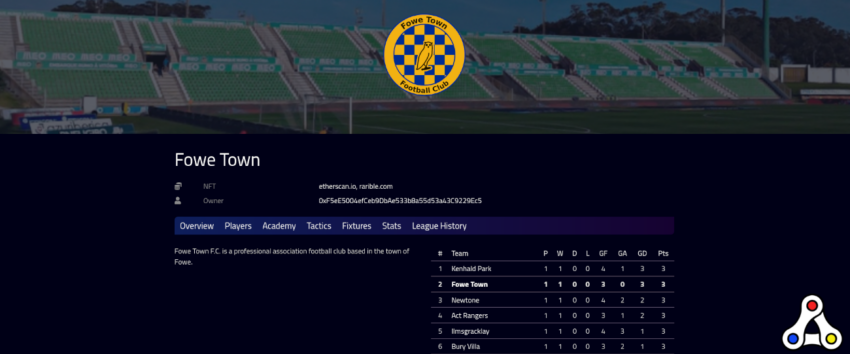 Fowe Town
Football Club
Fowe Town
NFT etherscan.io, rarible.com
Owner
Overview Players Academy Tactics Fixtures Stats League History
Fowe Town F.C. is a professional association football club based in the town of
Fowe.
# Team P W D L GF GA GD Pts
1 Kenhald Park 1 1 0 0 4 1 3 3
2 Fowe Town 1 1 0 0 3 0 3 3
3 Newtone 1 1 0 0 4 2 2 3
4 Act Rangers 1 1 0 0 3 1 2 3
5 Ilmsgracklay 1 1 0 0 4 3 1 3
6 Bury Villa 1 1 0 0 3 2 1 3